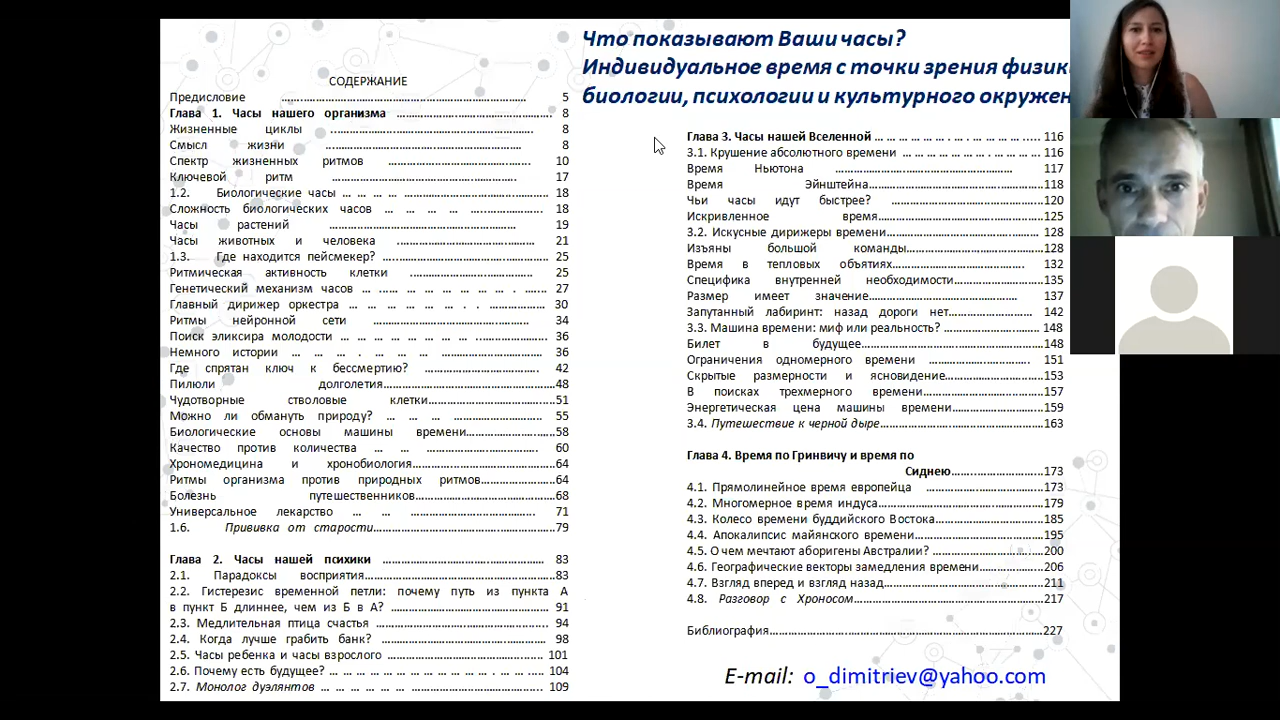 Что показывают Ваши часы?
Индивидуальное время с точки зрения физик
биологии, психологии и культурного окружен
СОДЕРЖАНИЕ
Предисловие ........ 5
Глава 1. Часы нашего организма ........ 8
Жизненные циклы ........ 8
Смысл жизни ........ 8
Спектр жизненных ритмов ........ 10
Ключевой ритм ........ 17
1.2. Биологические часы ........ 18
Сложность биологических часов ........ 18
Часы растений ........ 19
Часы животных и человека ........ 21
1.3. Где находится пейсмекер? ........ 25
Ритмическая активность клетки ........ 25
Генетический механизм часов ........ 27
Главный дирижер оркестра ........ 30
Ритмы нейронной сети ........ 34
Поиск эликсира молодости ........ 36
Немного истории ........ 36
Где спрятан ключ к бессмертию? ........ 42
Пилюли долголетия........48
Чудотворные стволовые клетки........51
Можно ли обмануть природу? ........ 55
Биологические основы машины времени........58
Качество против количества ........ 60
Хрономедицина и хронобиология........64
Ритмы организма против природных ритмов........64
Болезнь путешественников........68
Универсальное лекарство ........ 71
1.6. Прививка от старости........79
Глава 2. Часы нашей психики ........ 83
2.1. Парадоксы восприятия........83
2.2. Гистерезис временной петли: почему путь из пункта А
в пункт Б длиннее, чем из Б в А? ........ 91
2.3. Медлительная птица счастья ........ 94
2.4. Когда лучше грабить банк? ........ 98
2.5. Часы ребенка и часы взрослого ........ 101
2.6. Почему есть будущее? ........ 104
2.7. Монолог дуэлянтов ........ 109
Глава 3. Часы нашей Вселенной ........ 116
3.1. Крушение абсолютного времени ........ 116
Время Ньютона ........ 117
Время Эйнштейна........118
Чьи часы идут быстрее? ........ 120
Искривленное время........125
3.2. Искусные дирижеры времени........128
Изъяны большой команды........128
Время в тепловых объятиях........ 132
Специфика внутренней необходимости........135
Размер имеет значение........ 137
Запутанный лабиринт: назад дороги нет........ 142
3.3. Машина времени: миф или реальность? ........ 148
Билет в будущее........148
Ограничения одномерного времени ........ 151
Скрытые размерности и ясновидение........153
В поисках трехмерного времени........157
Энергетическая цена машины времени........159
3.4. Путешествие к черной дыре........163
Глава 4. Время по Гринвичу и время по
Сиднею........173
4.1. Прямолинейное время европейца ........173
4.2. Многомерное время индуса........179
4.3. Колесо времени буддийского Востока........185
4.4. Апокалипсис майянского времени........195
4.5. О чем мечтают аборигены Австралии? ........ 200
4.6. Географические векторы замедления времени........206
4.7. Взгляд вперед и взгляд назад........211
4.8. Разговор с Хроносом........217
Библиография........227
E-mail: o_dimitriev@yahoo.com